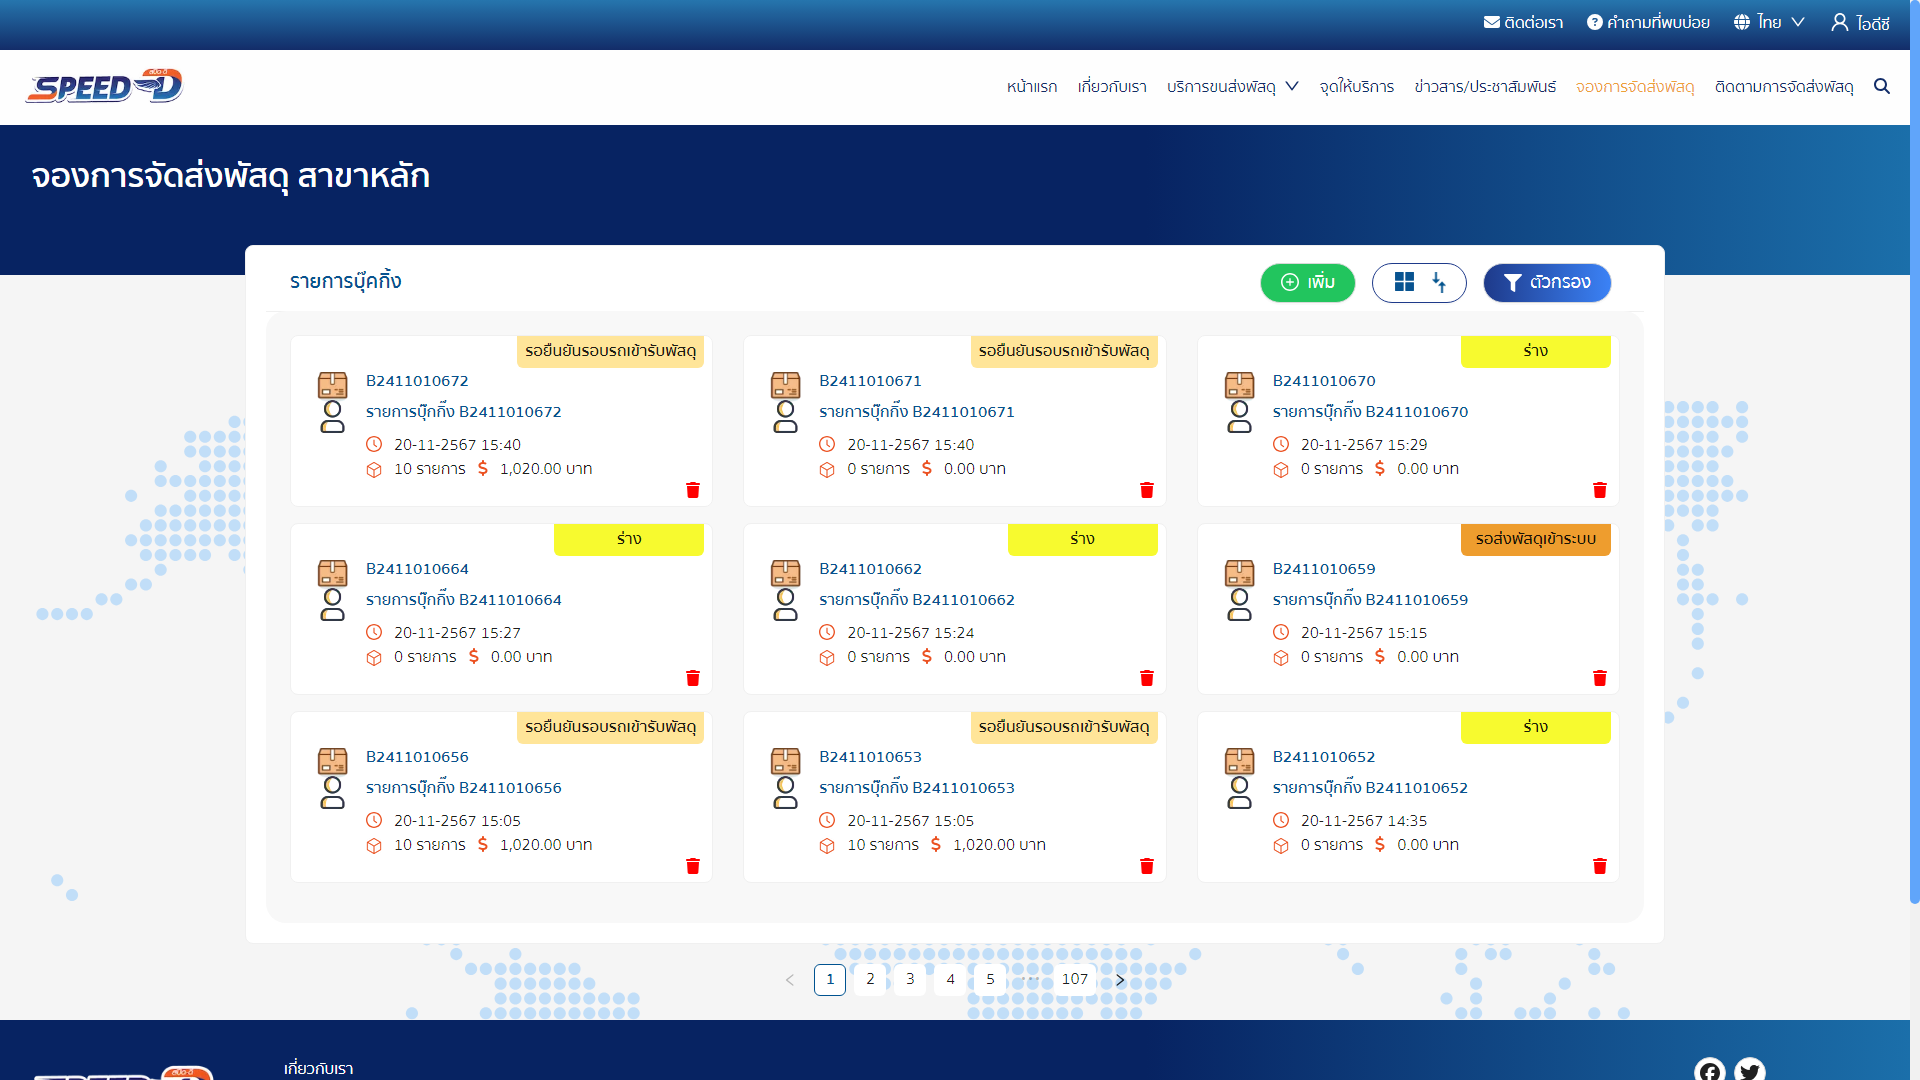 ติดต่อเรา คำถามที่พบบ่อย ไทย ไอดีซี
สปีด-ดี
SPEED-D
หน้าแรก เกี่ยวกับเรา บริการขนส่งพัสดุ จุดให้บริการ ข่าวสาร/ประชาสัมพันธ์ จองการจัดส่งพัสดุ ติดตามการจัดส่งพัสดุ
จองการจัดส่งพัสดุ สาขาหลัก
รายการบุ๊คกิ้ง เพิ่ม ตัวกรอง
รอยืนยันรอบรถเข้ารับพัสดุ
B2411010672
รายการบุ๊กกิ๊ง B2411010672
20-11-2567 15:40
10 รายการ 1,020.00 บาท
รอยืนยันรอบรถเข้ารับพัสดุ
B2411010671
รายการบุ๊กกิ๊ง B2411010671
20-11-2567 15:40
0 รายการ 0.00 บาท
ร่าง
B2411010670
รายการบุ๊กกิ๊ง B2411010670
20-11-2567 15:29
0 รายการ 0.00 บาท
ร่าง
B2411010664
รายการบุ๊กกิ๊ง B2411010664
20-11-2567 15:27
0 รายการ 0.00 บาท
ร่าง
B2411010662
รายการบุ๊กกิ๊ง B2411010662
20-11-2567 15:24
0 รายการ 0.00 บาท
รอส่งพัสดุเข้าระบบ
B2411010659
รายการบุ๊กกิ๊ง B2411010659
20-11-2567 15:15
0 รายการ 0.00 บาท
รอยืนยันรอบรถเข้ารับพัสดุ
B2411010656
รายการบุ๊กกิ๊ง B2411010656
20-11-2567 15:05
10 รายการ 1,020.00 บาท
รอยืนยันรอบรถเข้ารับพัสดุ
B2411010653
รายการบุ๊กกิ๊ง B2411010653
20-11-2567 15:05
10 รายการ 1,020.00 บาท
ร่าง
B2411010652
รายการบุ๊กกิ๊ง B2411010652
20-11-2567 14:35
0 รายการ 0.00 บาท
< 1 2 3 4 5 ••• 107 >
สปีด-ดี
SPEED-D
เกี่ยวกับเรา